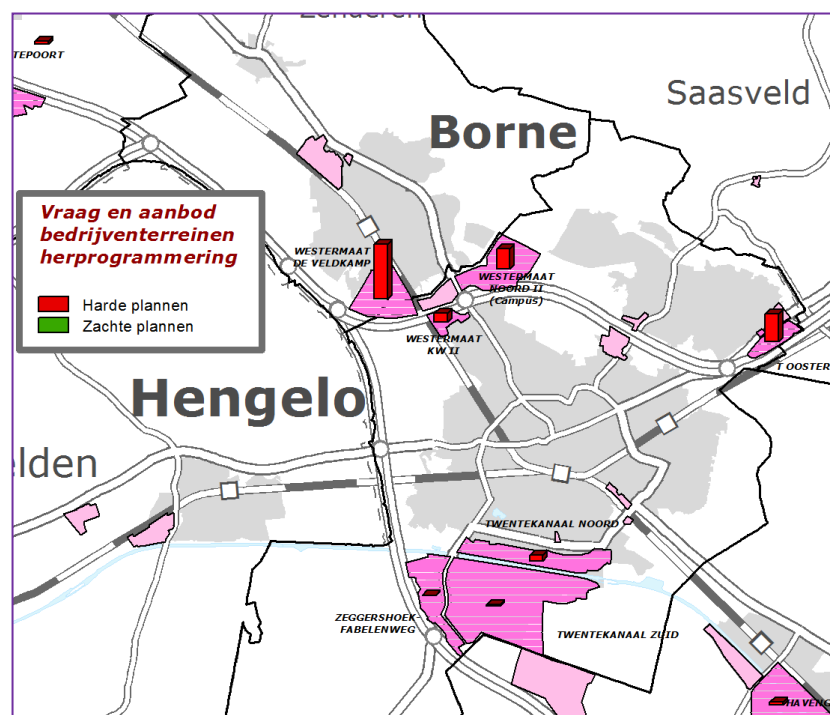 Zenderen
TEPOORT
Saasveld
Borne
Vraag en aanbod
bedrijventerreinen
herprogrammering
Harde plannen
Zachte plannen
WESTERMAAT
DE VELDKAMP
WESTERMAAT
NOORD II
(Campus)
WESTERMAAT
KW II
T OOSTER
Hengelo
elden
TWENTEKANAAL NOORD
ZEGGERSHOEK-
FABELENWEG
TWENTEKANAAL ZUID
HAVENG